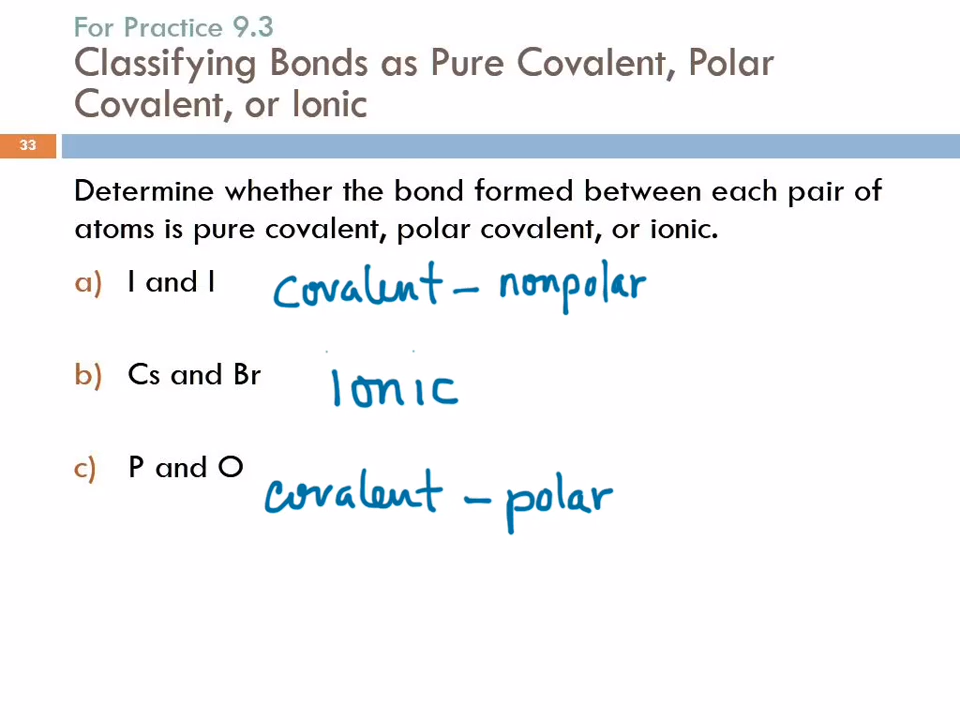 For Practice 9.3
Classifying Bonds as Pure Covalent, Polar
Covalent, or Ionic
33
Determine whether the bond formed between each pair of
atoms is pure covalent, polar covalent, or ionic.
a) I and I covalent – nonpolar
b) Cs and Br Ionic
c) P and O covalent – polar